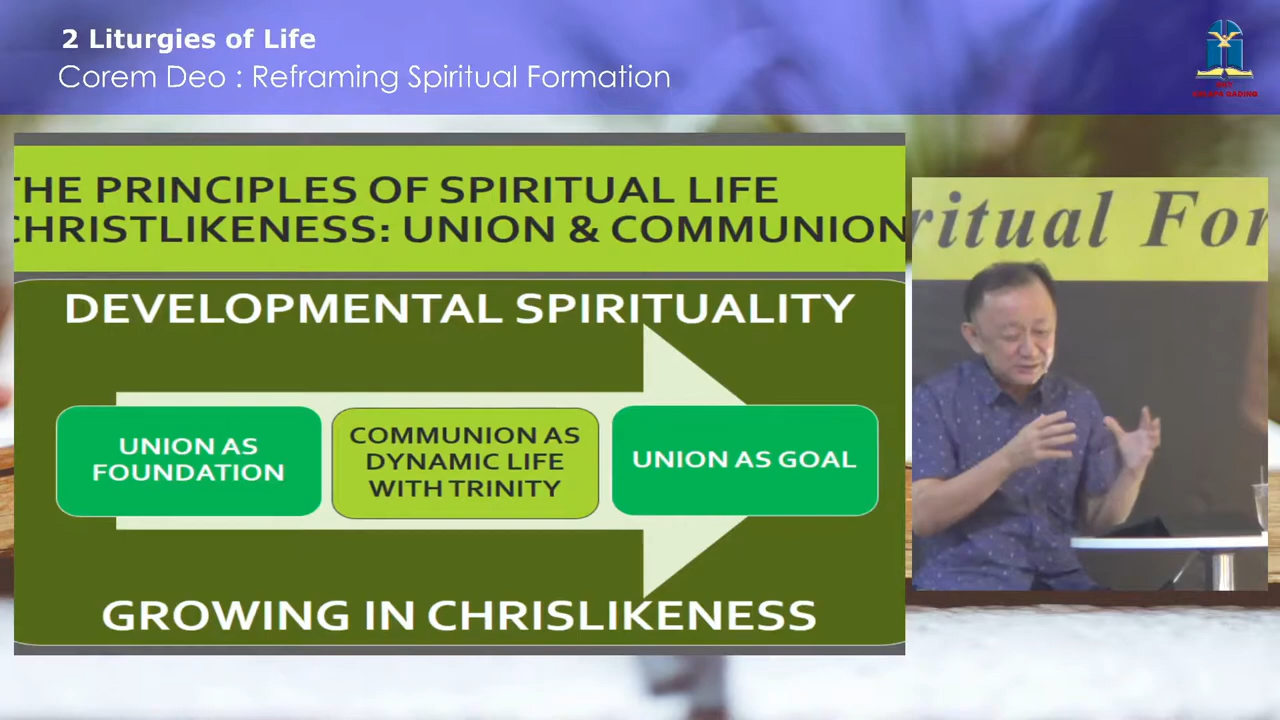 2 Liturgies of Life
Corem Deo : Reframing Spiritual Formation
THE PRINCIPLES OF SPIRITUAL LIFE
CHRISTLIKENESS: UNION & COMMUNION
ritual For
DEVELOPMENTAL SPIRITUALITY
UNION AS
FOUNDATION
COMMUNION AS
DYNAMIC LIFE
WITH TRINITY
UNION AS GOAL
GROWING IN CHRISLIKENESS